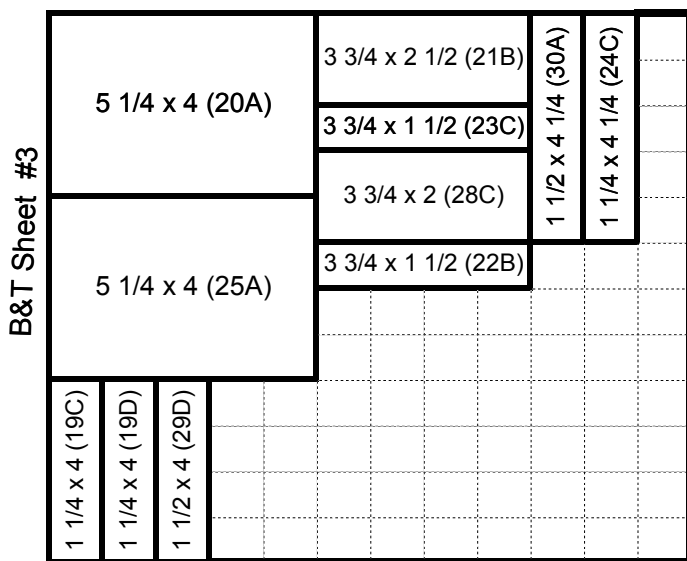 B&T Sheet #3
5 1/4 x 4 (20A)
3 3/4 x 2 1/2 (21B)
3 3/4 x 1 1/2 (23C)
3 3/4 x 2 (28C)
3 3/4 x 1 1/2 (22B)
1 1/2 x 4 1/4 (30A)
1 1/4 x 4 1/4 (24C)
5 1/4 x 4 (25A)
1 1/4 x 4 (19C)
1 1/4 x 4 (19D)
1 1/2 x 4 (29D)